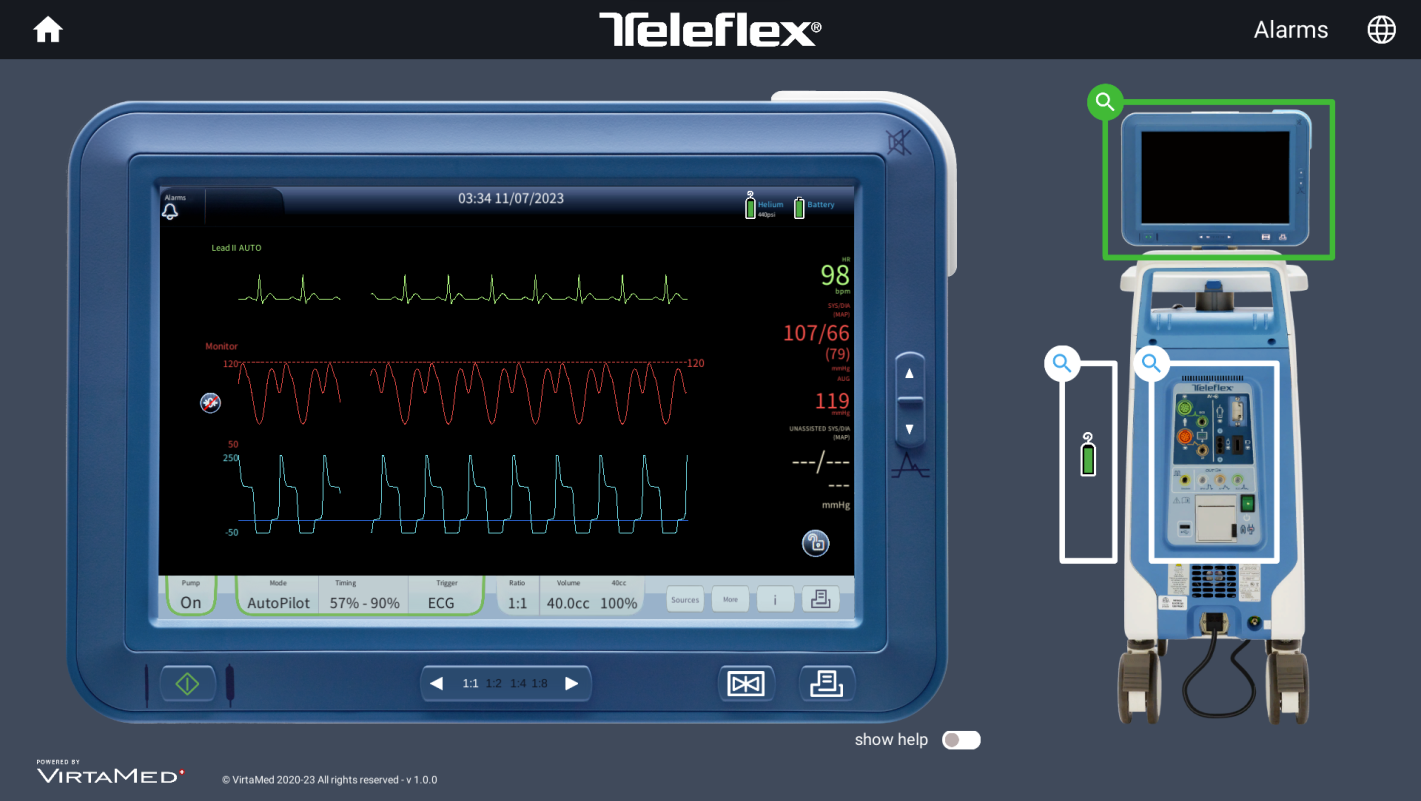 Teleflex®
Alarms
Alarms
03:34 11/07/2023
Helium
440psi
Battery
Lead II AUTO
HR
98
bpm
SYS/DIA
(MAP)
107/66
(79)
mmHg
AUG
119
mmHg
UNASSISTED SYS/DIA
(MAP)
---/---
---
mmHg
Monitor
120
120
50
250
-50
Pump
On
Mode
AutoPilot
Timing
57% - 90%
Trigger
ECG
Ratio
1:1
Volume
40.0cc
40cc
100%
Sources
More
i
1:1 1:2 1:4 1:8
Teleflex
show help
POWERED BY
VIRTAMED
© VirtaMed 2020-23 All rights reserved - v 1.0.0